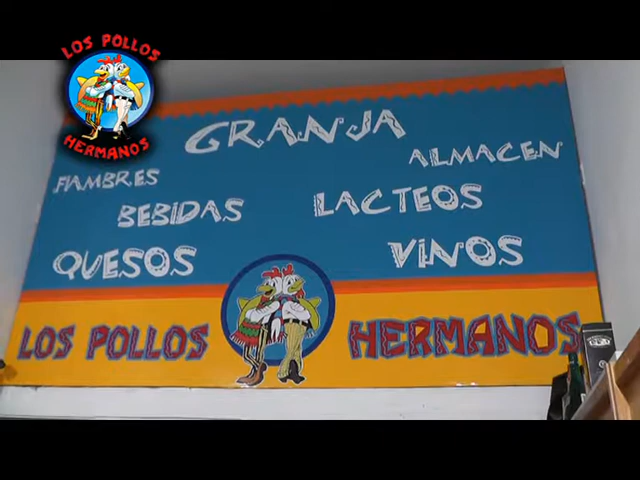 LOS POLLOS
HERMANOS
GRANJA
ALMACEN
FIAMBRES
BEBIDAS
LACTEOS
QUESOS
VINOS
LOS POLLOS HERMANOS